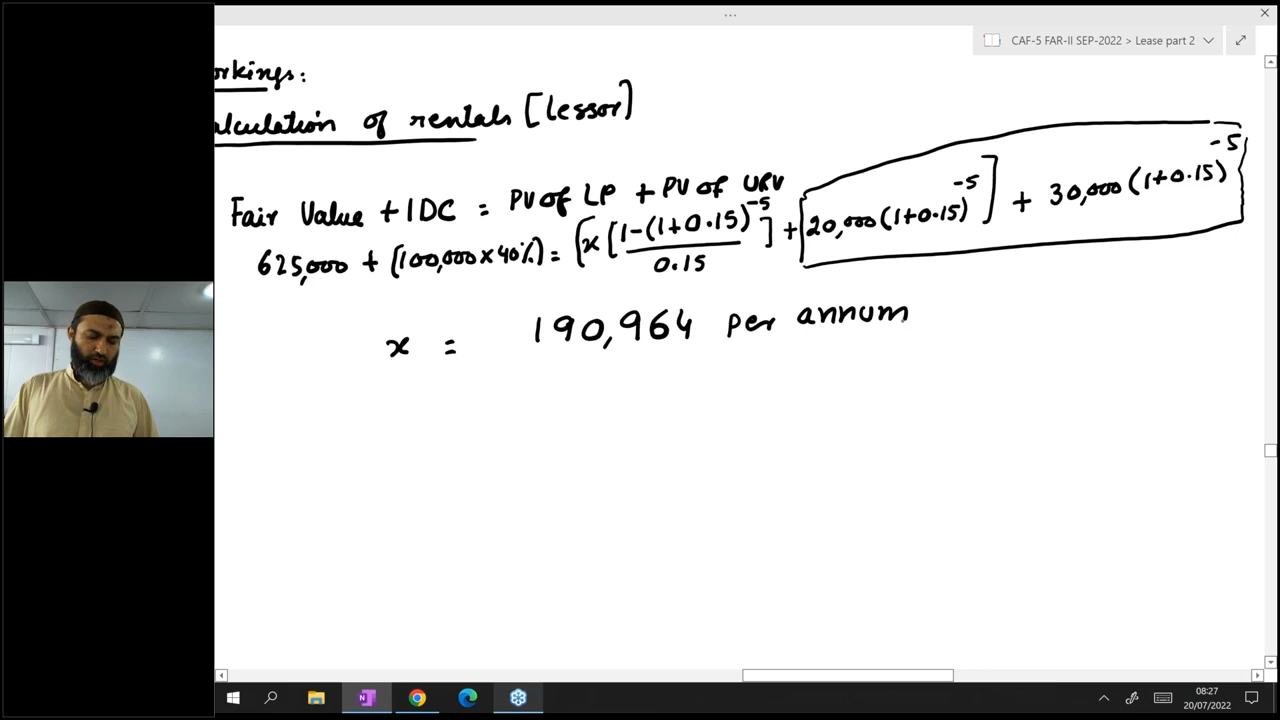 CAF-5 FAR-II SEP-2022 > Lease part 2
orkings:
alculation of rentals [lessor]
Fair Value + IDC = PV of LP + PV of URV
625,000 + (100,000 x 40%) = [x [1-(1+0.15)^-5 / 0.15] + 20,000 (1+0.15)^-5] + 30,000 (1+0.15)^-5
x = 190,964 per annum
08:27
20/07/2022